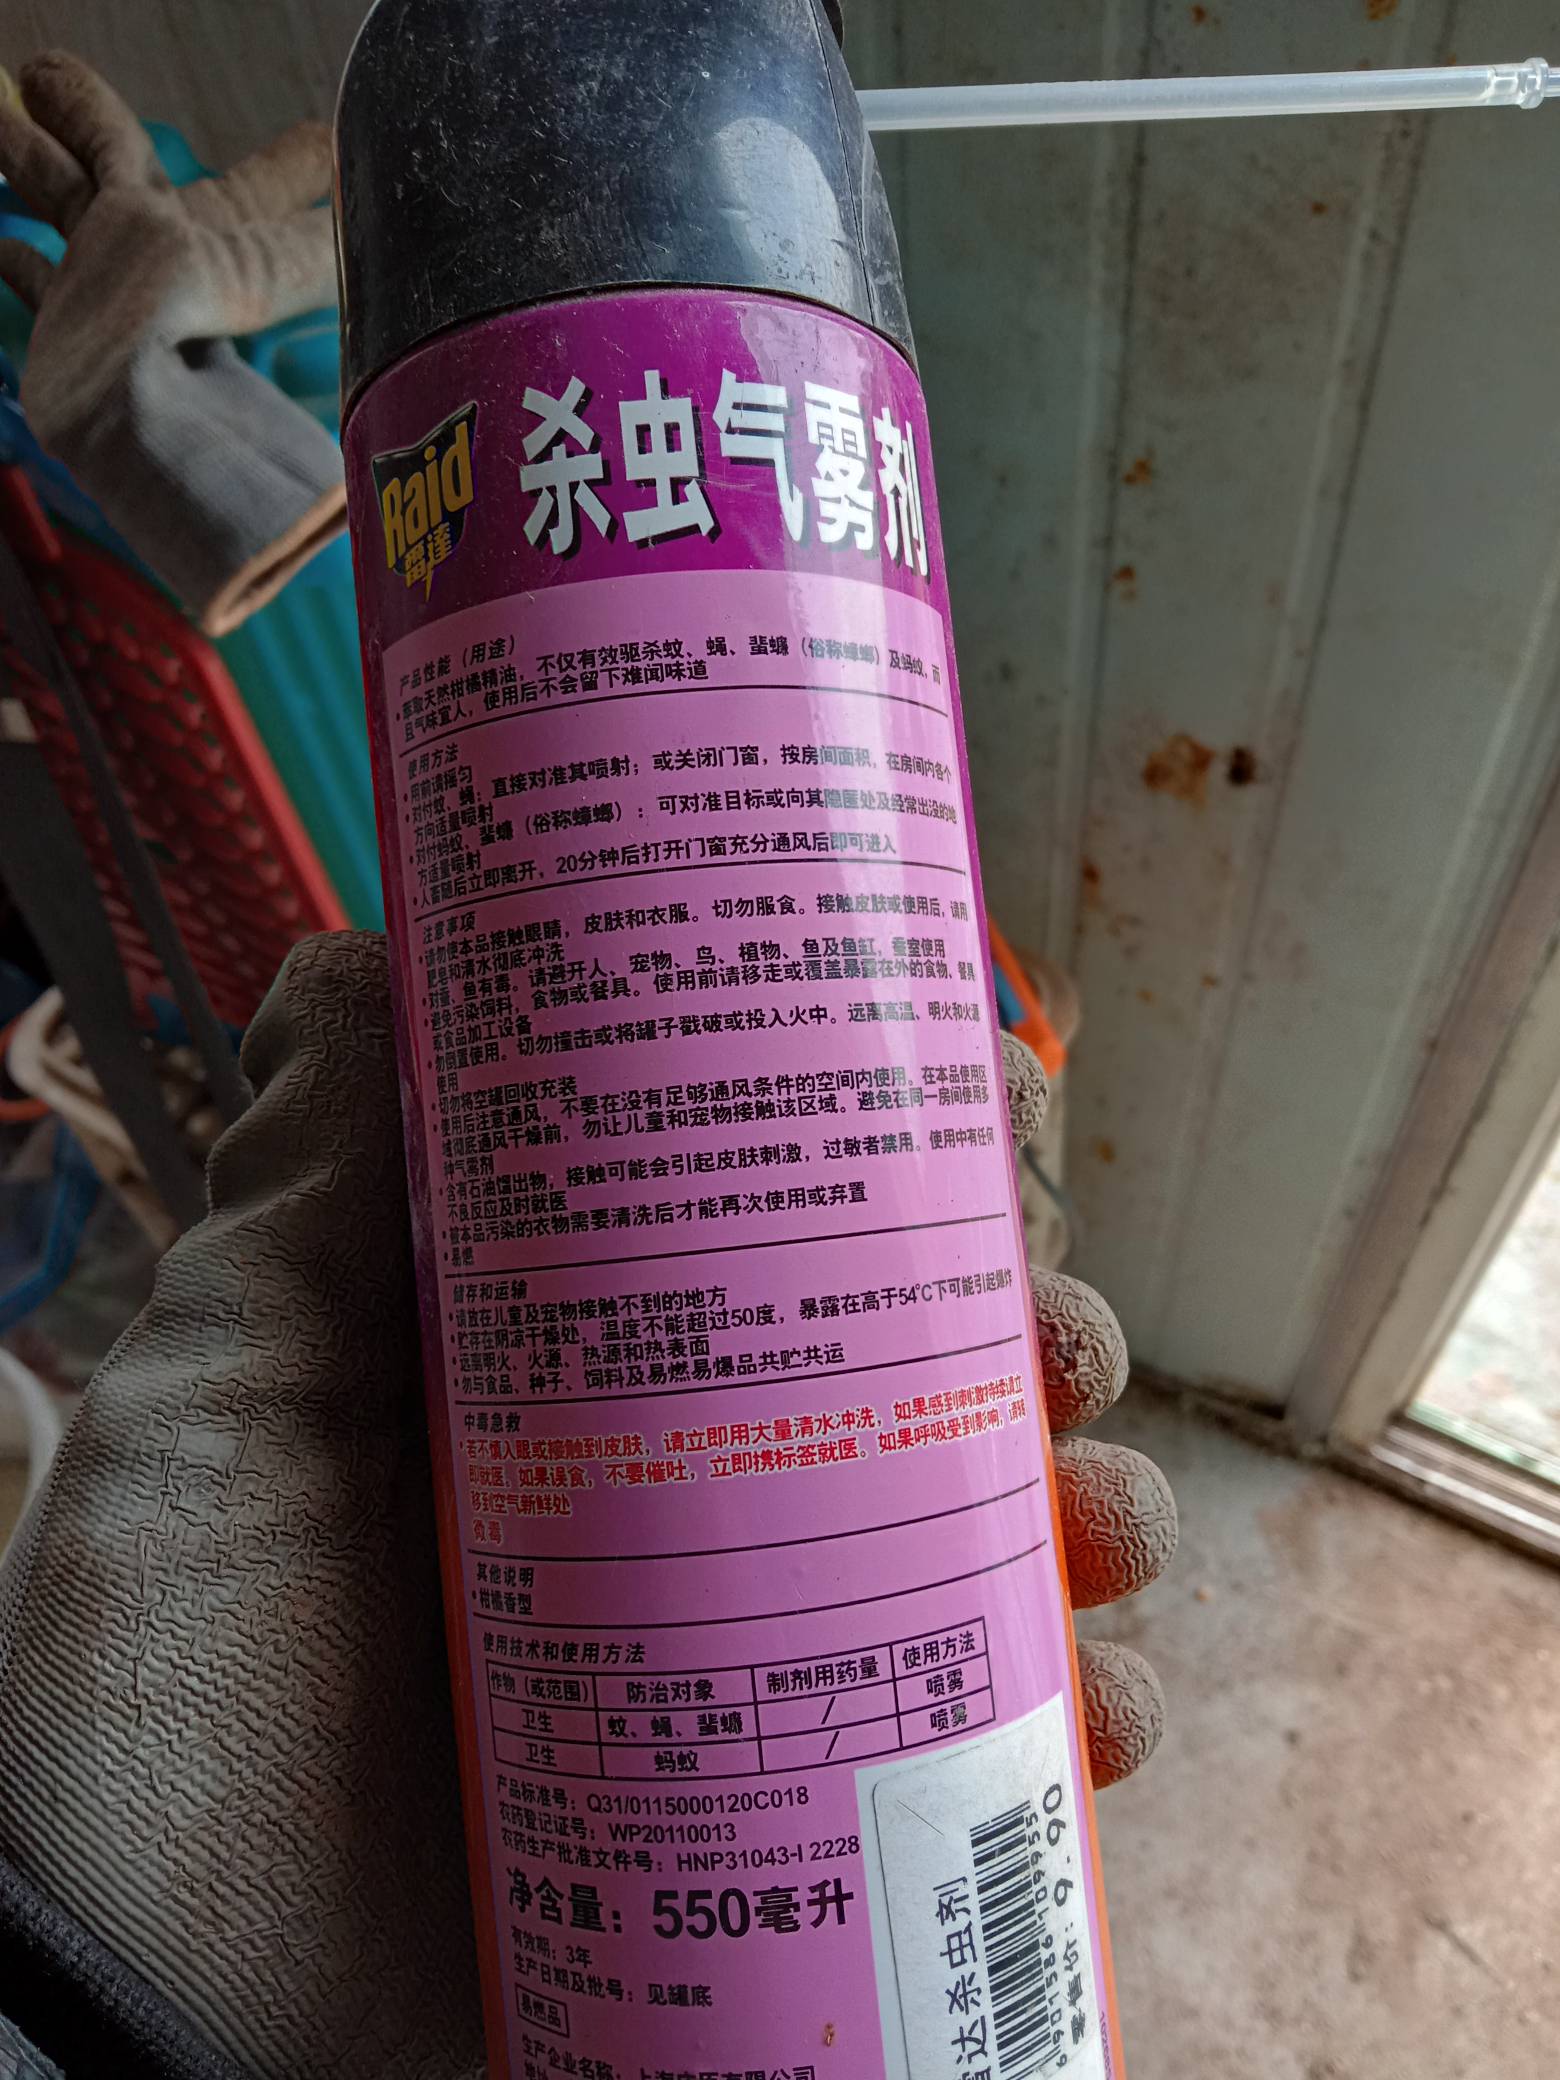 Raid
雷達
杀虫气雾剂
产品性能（用途）
• 萃取天然柑橘精油，不仅有效驱杀蚊、蝇、蜚蠊（俗称蟑螂）及蚂蚁，而
且气味宜人，使用后不会留下难闻味道
使用方法
• 用前请摇匀
• 对付蚊、蝇：直接对准其喷射；或关闭门窗，按房间面积，在房间内各个
方向适量喷射
• 对付蚂蚁、蜚蠊（俗称蟑螂）：可对准目标或向其隐匿处及经常出没的地
方适量喷射
• 人畜随后立即离开，20分钟后打开门窗充分通风后即可进入
注意事项
• 请勿使本品接触眼睛，皮肤和衣服。切勿服食。接触皮肤或使用后，请用
肥皂和清水彻底冲洗
• 对蚕、鱼有毒。请避开人、宠物、鸟、植物、鱼及鱼缸，蚕室使用
• 避免污染饲料，食物或餐具。使用前请移走或覆盖暴露在外的食物、餐具
或食品加工设备
• 勿倒置使用。切勿撞击或将罐子戳破或投入火中。远离高温、明火和火源
使用
• 切勿将空罐回收充装
• 使用后注意通风，不要在没有足够通风条件的空间内使用。在本品使用区
域彻底通风干燥前，勿让儿童和宠物接触该区域。避免在同一房间使用多
种气雾剂
• 含有石油馏出物，接触可能会引起皮肤刺激，过敏者禁用。使用中有任何
不良反应及时就医
• 被本品污染的衣物需要清洗后才能再次使用或弃置
• 易燃
储存和运输
• 请放在儿童及宠物接触不到的地方
• 贮存在阴凉干燥处，温度不能超过50度，暴露在高于54°C下可能引起爆炸
• 远离明火、火源、热源和热表面
• 勿与食品、种子、饲料及易燃易爆品共贮共运
中毒急救
• 若不慎入眼或接触到皮肤，请立即用大量清水冲洗，如果感到刺激持续请立
即就医。如果误食，不要催吐，立即携标签就医。如果呼吸受到影响，请转
移到空气新鲜处
微毒
其他说明
• 柑橘香型
使用技术和使用方法
作物（或范围） 防治对象 制剂用药量 使用方法
卫生 蚊、蝇、蜚蠊 / 喷雾
卫生 蚂蚁 / 喷雾
产品标准号：Q31/0115000120C018
农药登记证号：WP20110013
农药生产批准文件号：HNP31043-I 2228
净含量：550毫升
有效期：3年
生产日期及批号：见罐底
易燃品
生产企业名称：上海庄臣有限公司
雷达杀虫剂
6901586109955
零售价：9.90